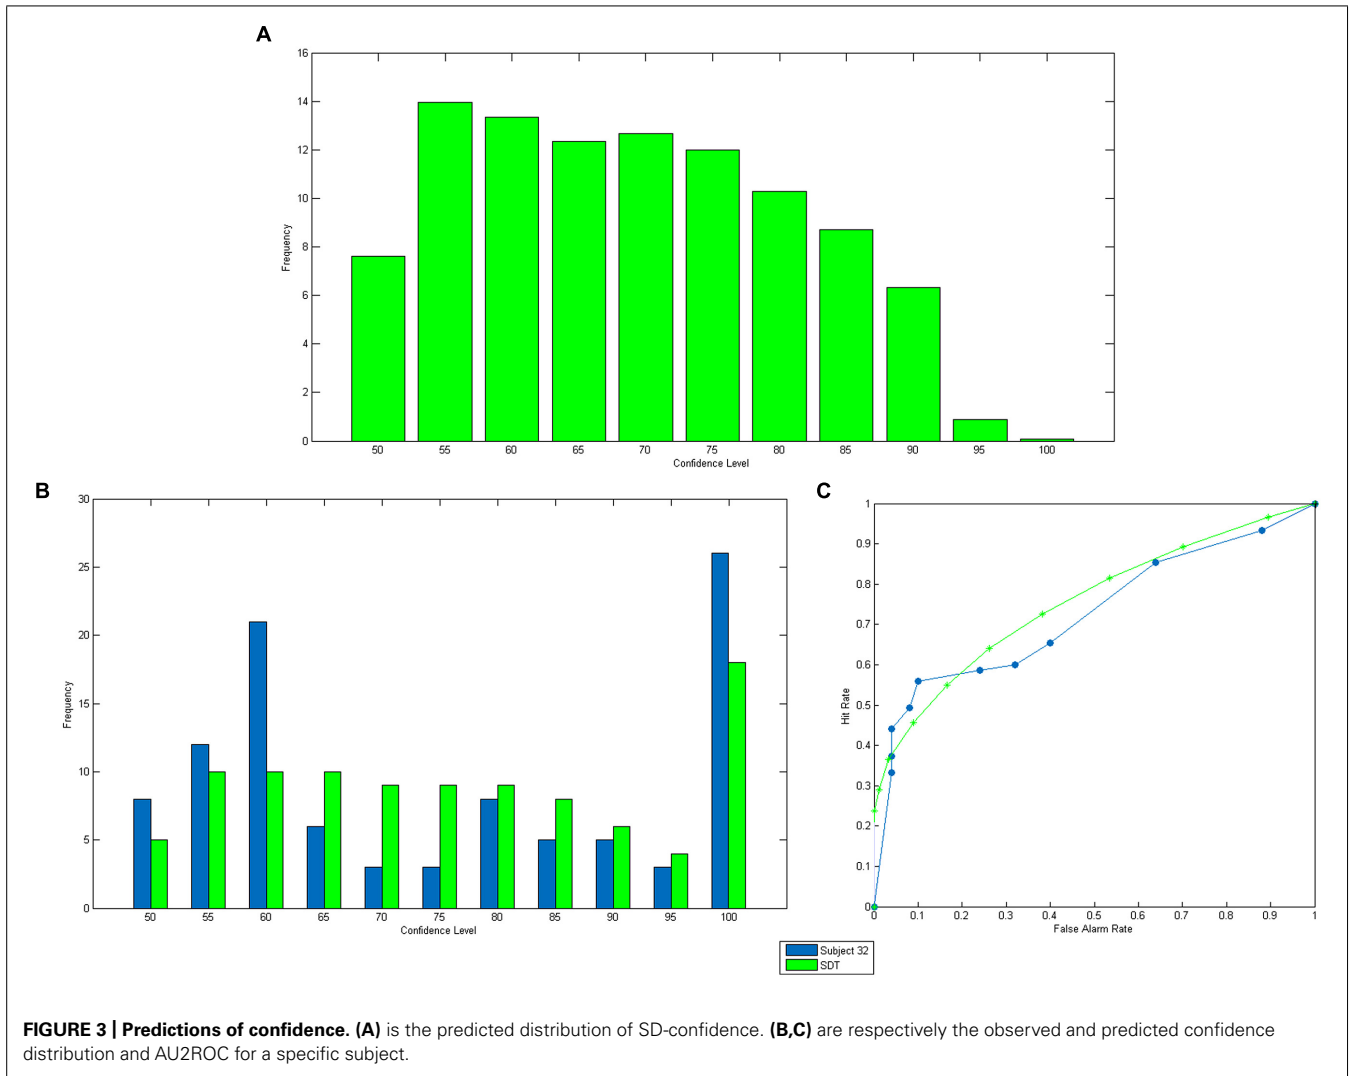 A
16
14
12
10
8
6
4
2
0
Frequency
50 55 60 65 70 75 80 85 90 95 100
Confidence Level
B
30
25
20
15
10
5
0
Frequency
50 55 60 65 70 75 80 85 90 95 100
Confidence Level
C
1
0.9
0.8
0.7
0.6
0.5
0.4
0.3
0.2
0.1
0
Hit Rate
0 0.1 0.2 0.3 0.4 0.5 0.6 0.7 0.8 0.9 1
False Alarm Rate
Subject 32
SDT
FIGURE 3 | Predictions of confidence. (A) is the predicted distribution of SD-confidence. (B,C) are respectively the observed and predicted confidence
distribution and AU2ROC for a specific subject.